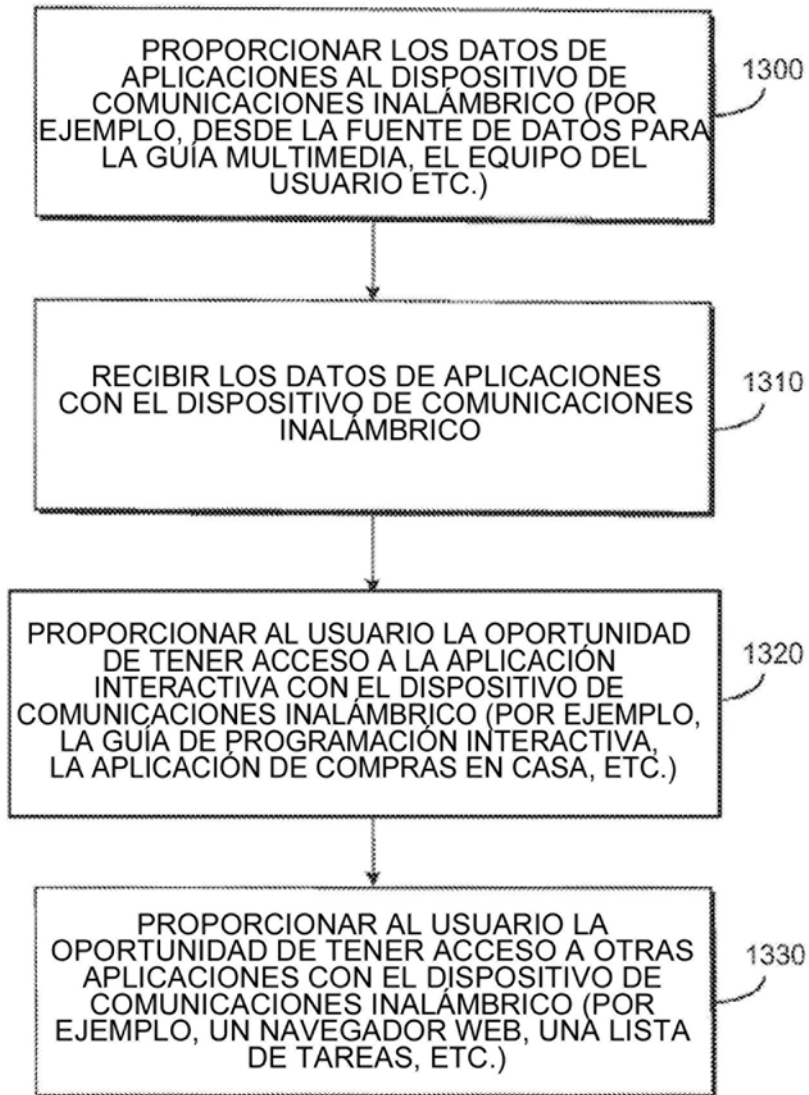 PROPORCIONAR LOS DATOS DE
APLICACIONES AL DISPOSITIVO DE
COMUNICACIONES INALÁMBRICO (POR
EJEMPLO, DESDE LA FUENTE DE DATOS PARA
LA GUÍA MULTIMEDIA, EL EQUIPO DEL
USUARIO ETC.)
1300
RECIBIR LOS DATOS DE APLICACIONES
CON EL DISPOSITIVO DE COMUNICACIONES
INALÁMBRICO
1310
PROPORCIONAR AL USUARIO LA OPORTUNIDAD
DE TENER ACCESO A LA APLICACIÓN
INTERACTIVA CON EL DISPOSITIVO DE
COMUNICACIONES INALÁMBRICO (POR EJEMPLO,
LA GUÍA DE PROGRAMACIÓN INTERACTIVA,
LA APLICACIÓN DE COMPRAS EN CASA, ETC.)
1320
PROPORCIONAR AL USUARIO LA
OPORTUNIDAD DE TENER ACCESO A OTRAS
APLICACIONES CON EL DISPOSITIVO DE
COMUNICACIONES INALÁMBRICO (POR
EJEMPLO, UN NAVEGADOR WEB, UNA LISTA
DE TAREAS, ETC.)
1330